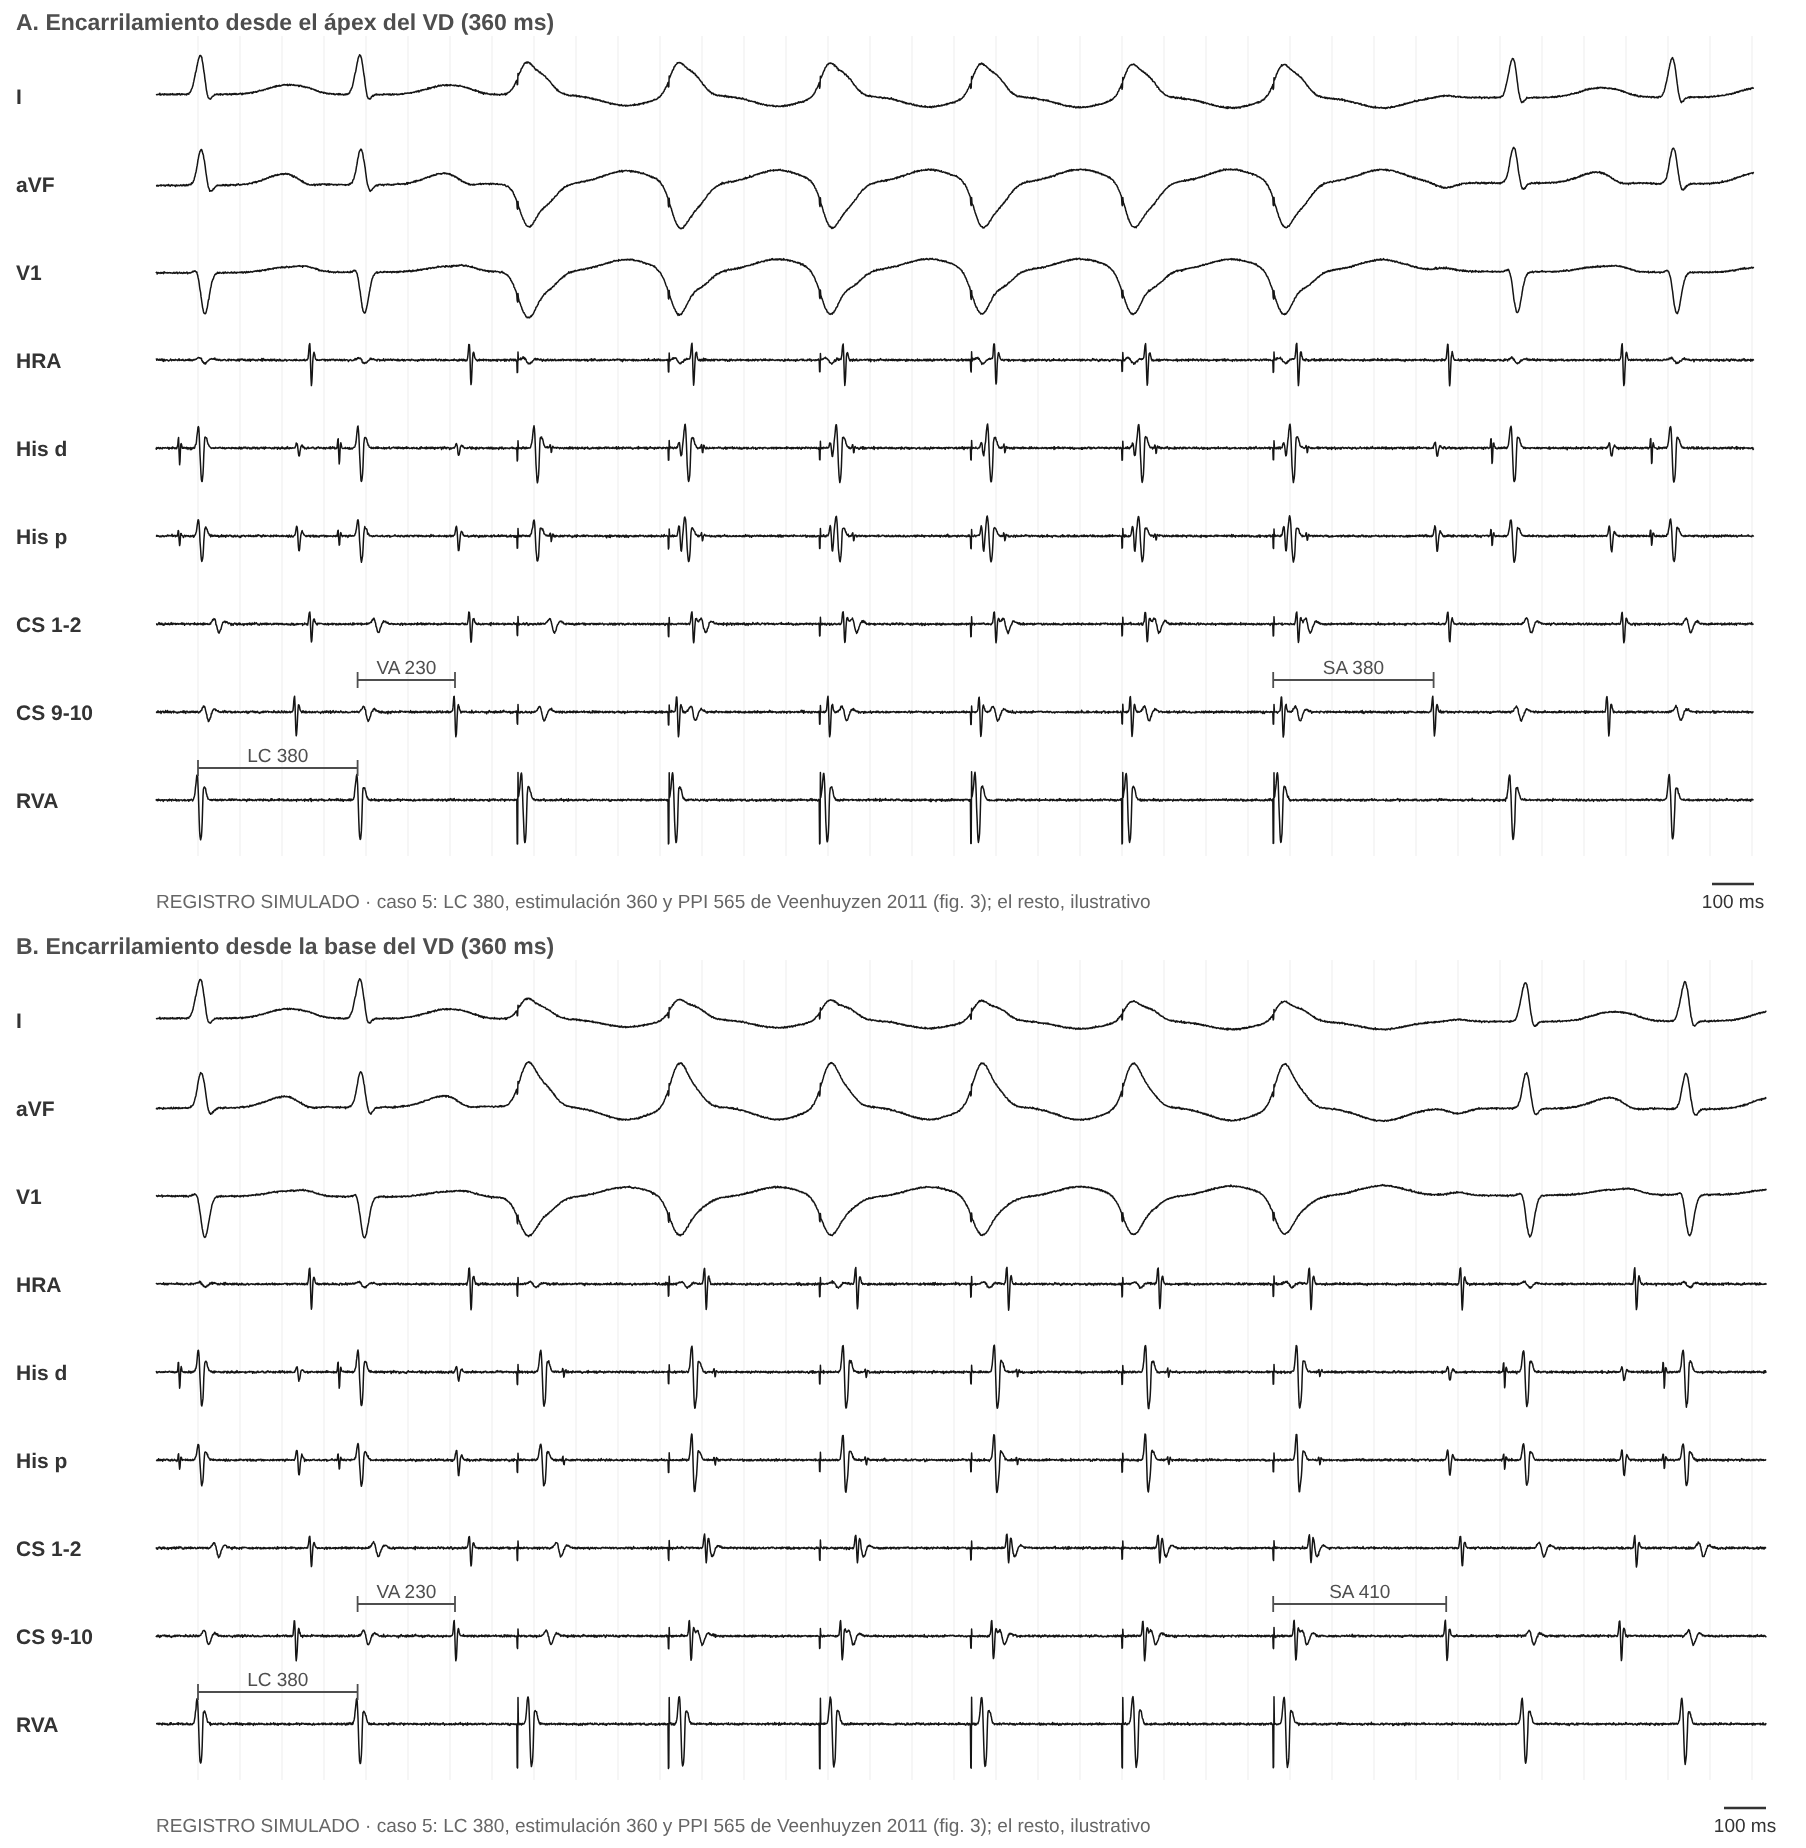 A. Encarrilamiento desde el ápex del VD (360 ms)
I
aVF
V1
HRA
His d
His p
CS 1-2
VA 230
SA 380
CS 9-10
LC 380
RVA
REGISTRO SIMULADO · caso 5: LC 380, estimulación 360 y PPI 565 de Veenhuyzen 2011 (fig. 3); el resto, ilustrativo
100 ms
B. Encarrilamiento desde la base del VD (360 ms)
I
aVF
V1
HRA
His d
His p
CS 1-2
VA 230
SA 410
CS 9-10
LC 380
RVA
REGISTRO SIMULADO · caso 5: LC 380, estimulación 360 y PPI 565 de Veenhuyzen 2011 (fig. 3); el resto, ilustrativo
100 ms